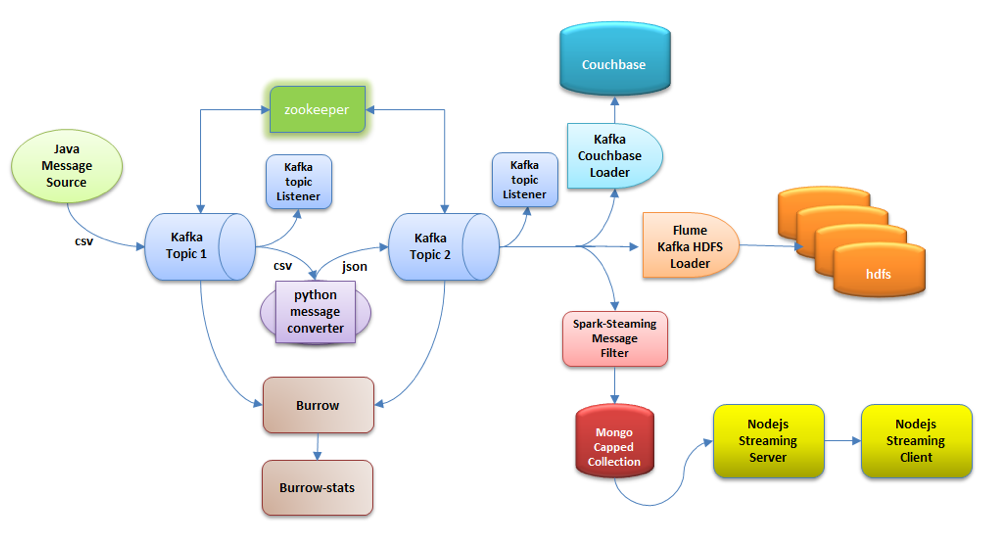 Couchbase
zookeeper
Java
Message
Source
Kafka
topic
Listener
Kafka
topic
Listener
Kafka
Couchbase
Loader
csv
Kafka
Topic 1
csv
json
Kafka
Topic 2
Flume
Kafka HDFS
Loader
hdfs
python
message
converter
Spark-Steaming
Message
Filter
Burrow
Mongo
Capped
Collection
Nodejs
Streaming
Server
Nodejs
Streaming
Client
Burrow-stats